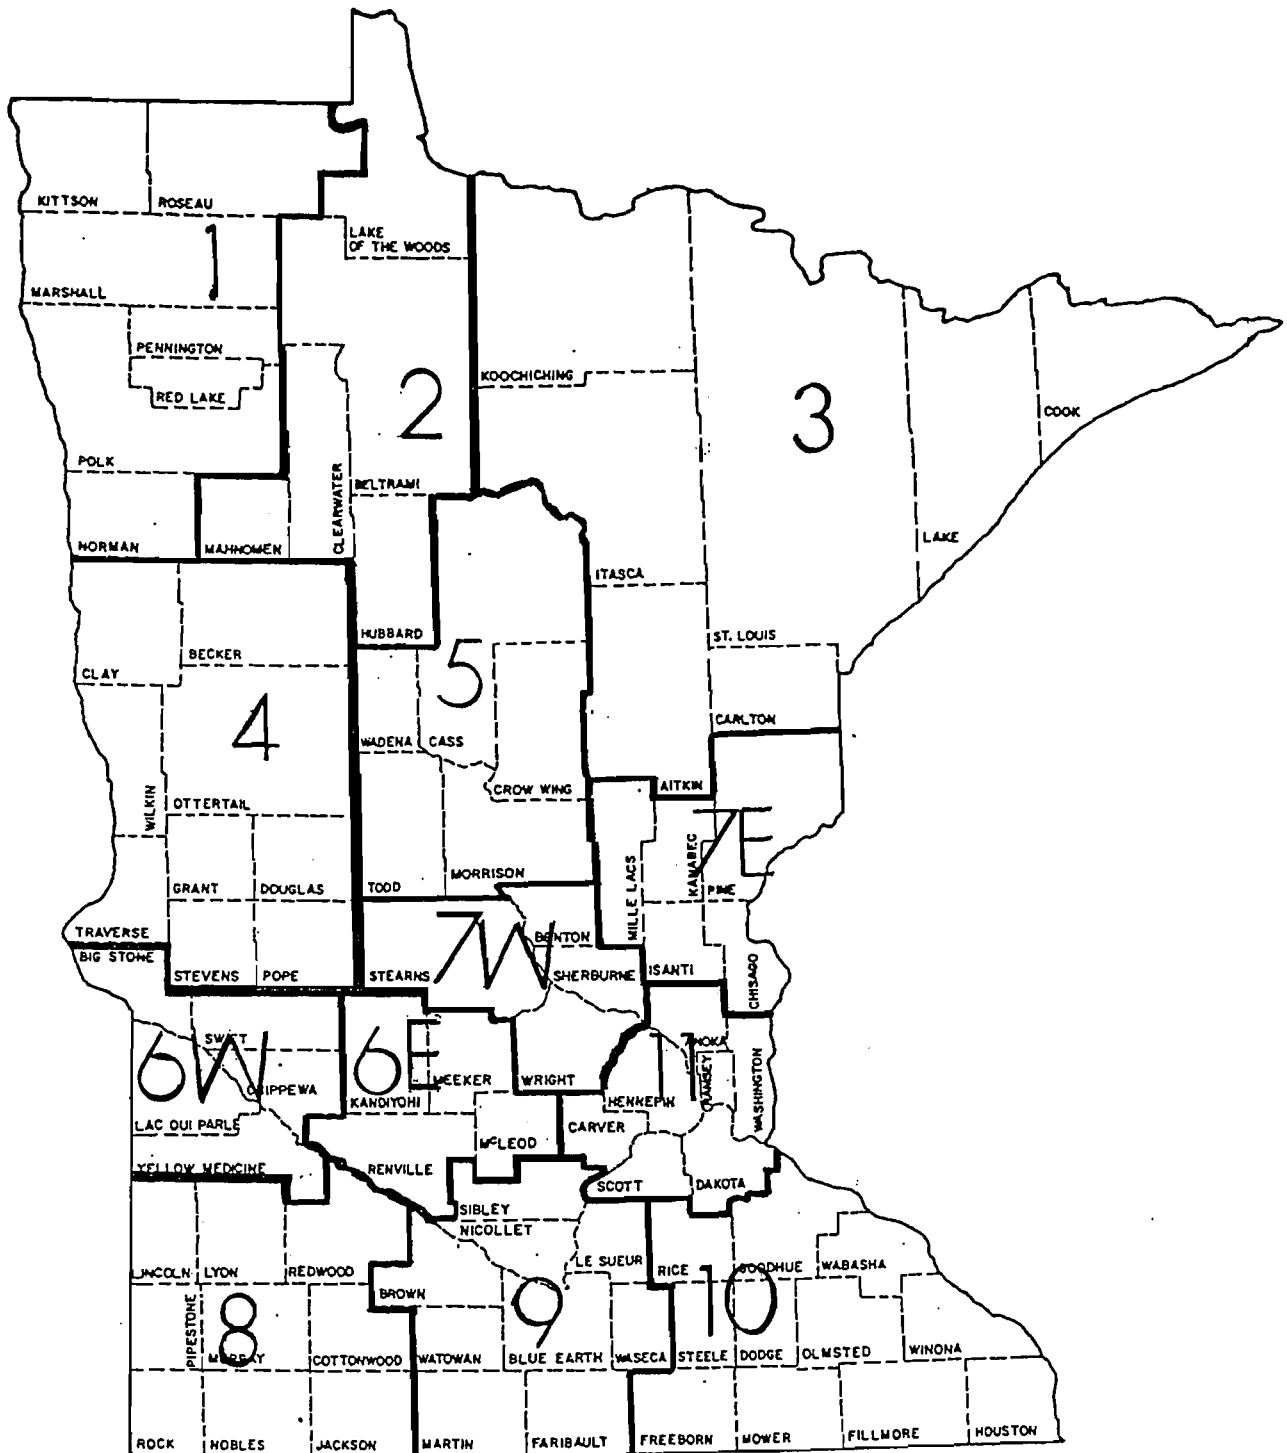 KITTSON
ROSEAU
LAKE
OF THE WOODS
1
MARSHALL
PENNINGTON
RED LAKE
2
KOOCHICHING
3
COOK
POLK
CLEARWATER
BELTRAMI
NORMAN
MAHNOMEN
LAKE
ITASCA
HUBBARD
ST. LOUIS
BECKER
CLAY
5
4
CARLTON
WADENA
CASS
AITKIN
CROW WING
WILKIN
OTTERTAIL
7E
KANABEC
MORRISON
GRANT
DOUGLAS
TODD
MILLE LACS
PINE
TRAVERSE
BIG STONE
7W
BENTON
STEVENS
POPE
STEARNS
SHERBURNE
ISANTI
CHISAGO
SWIFT
6W
6E
11
ANOKA
CHIPPEWA
MEEKER
WRIGHT
RAMSEY
WASHINGTON
KANDIYOHI
HENNEPIN
LAC QUI PARLE
CARVER
McLEOD
YELLOW MEDICINE
RENVILLE
SCOTT
DAKOTA
SIBLEY
NICOLLET
LE SUEUR
RICE
GOODHUE
WABASHA
LINCOLN
LYON
REDWOOD
BROWN
9
10
PIPESTONE
8
MURRAY
COTTONWOOD
WATOWAN
BLUE EARTH
WASECA
STEELE
DODGE
OLMSTED
WINONA
ROCK
NOBLES
JACKSON
MARTIN
FARIBAULT
FREEBORN
MOWER
FILLMORE
HOUSTON